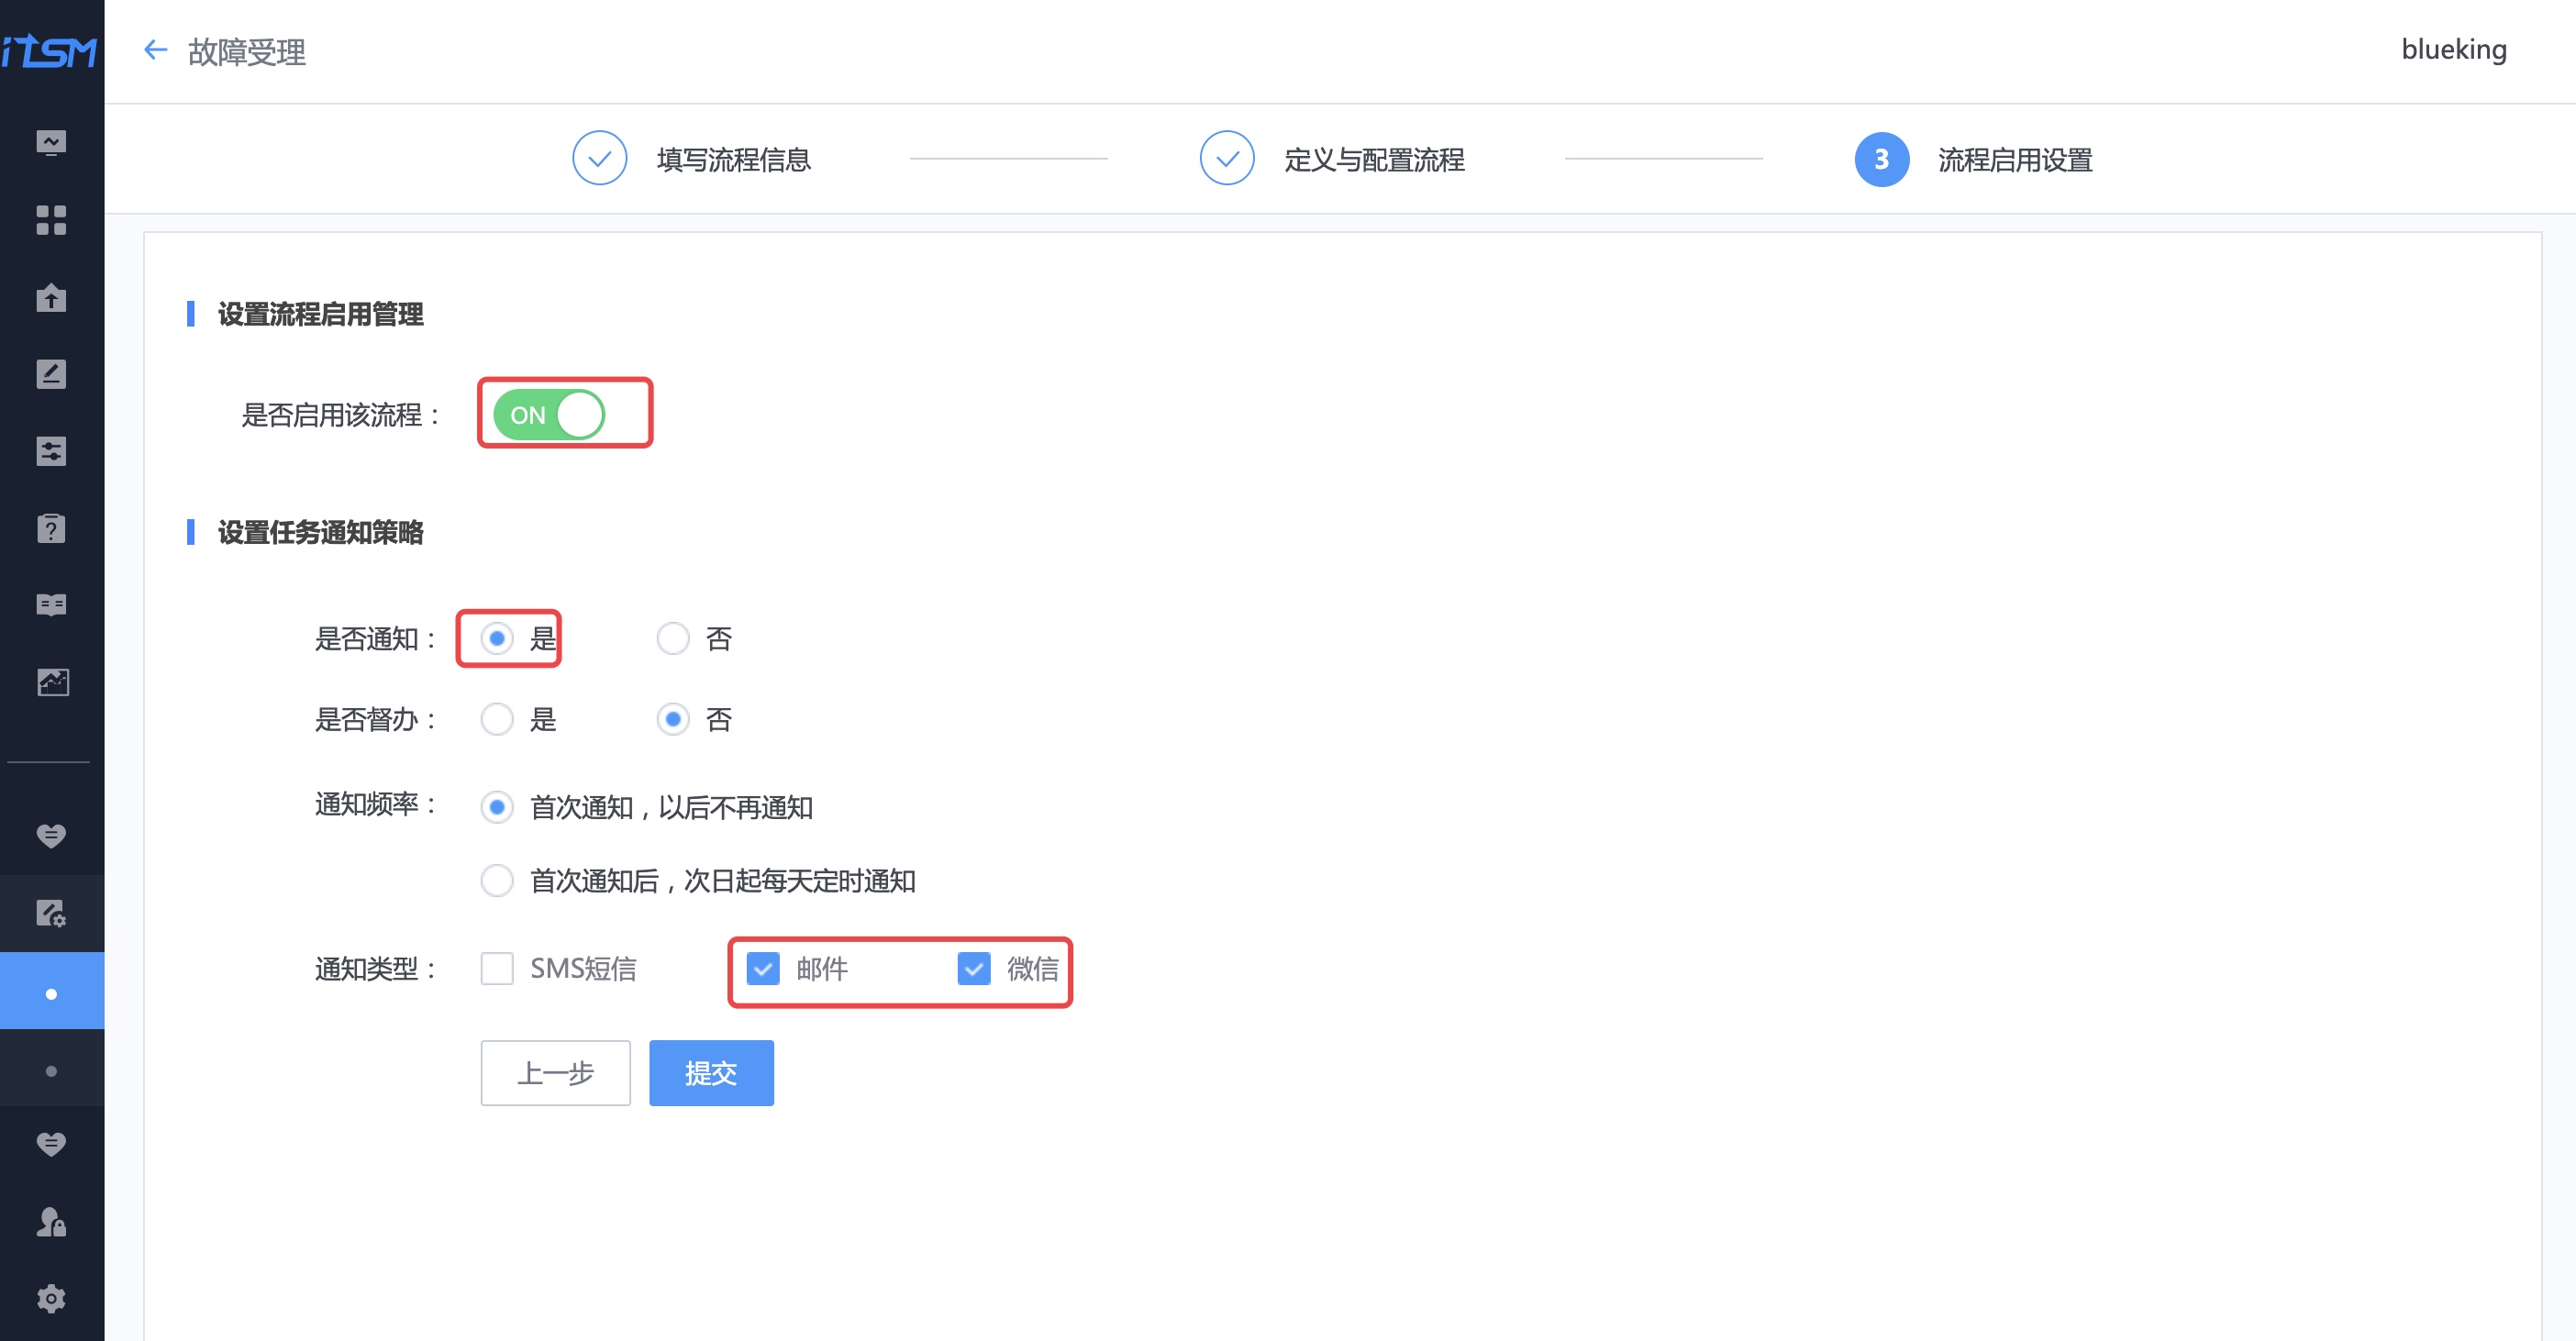 iTSM
故障受理
blueking
填写流程信息
定义与配置流程
3 流程启用设置
设置流程启用管理
是否启用该流程： ON
设置任务通知策略
是否通知： 是 否
是否督办： 是 否
通知频率： 首次通知，以后不再通知
首次通知后，次日起每天定时通知
通知类型： SMS短信 邮件 微信
上一步 提交